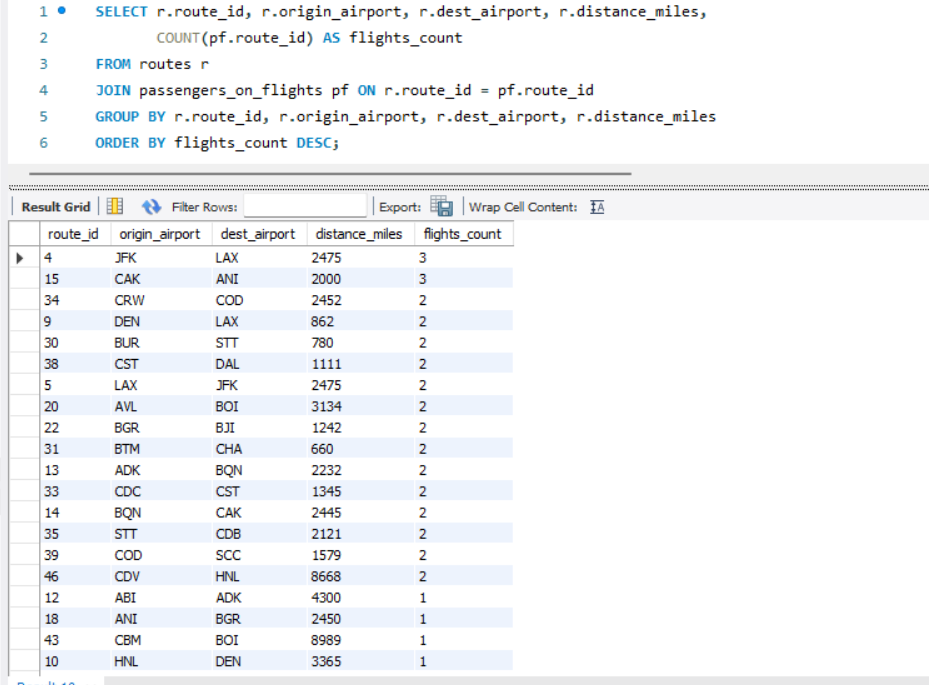 1 SELECT r.route_id, r.origin_airport, r.dest_airport, r.distance_miles,
2 COUNT(pf.route_id) AS flights_count
3 FROM routes r
4 JOIN passengers_on_flights pf ON r.route_id = pf.route_id
5 GROUP BY r.route_id, r.origin_airport, r.dest_airport, r.distance_miles
6 ORDER BY flights_count DESC;
Result Grid Filter Rows: Export: Wrap Cell Content: IA
route_id origin_airport dest_airport distance_miles flights_count
4 JFK LAX 2475 3
15 CAK ANI 2000 3
34 CRW COD 2452 2
9 DEN LAX 862 2
30 BUR STT 780 2
38 CST DAL 1111 2
5 LAX JFK 2475 2
20 AVL BOI 3134 2
22 BGR BJI 1242 2
31 BTM CHA 660 2
13 ADK BQN 2232 2
33 CDC CST 1345 2
14 BQN CAK 2445 2
35 STT CDB 2121 2
39 COD SCC 1579 2
46 CDV HNL 8668 2
12 ABI ADK 4300 1
18 ANI BGR 2450 1
43 CBM BOI 8989 1
10 HNL DEN 3365 1